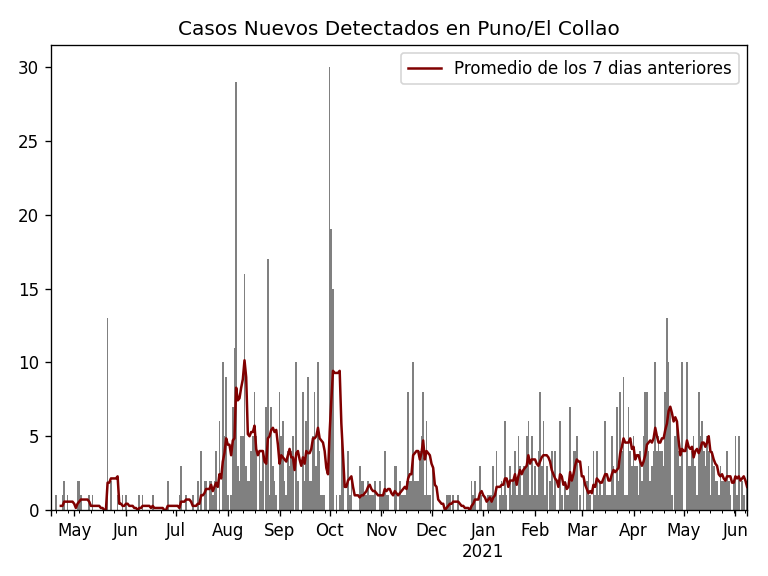 Casos Nuevos Detectados en Puno/El Collao
Promedio de los 7 dias anteriores
30
25
20
15
10
5
0
May Jun Jul Aug Sep Oct Nov Dec Jan Feb Mar Apr May Jun
2021